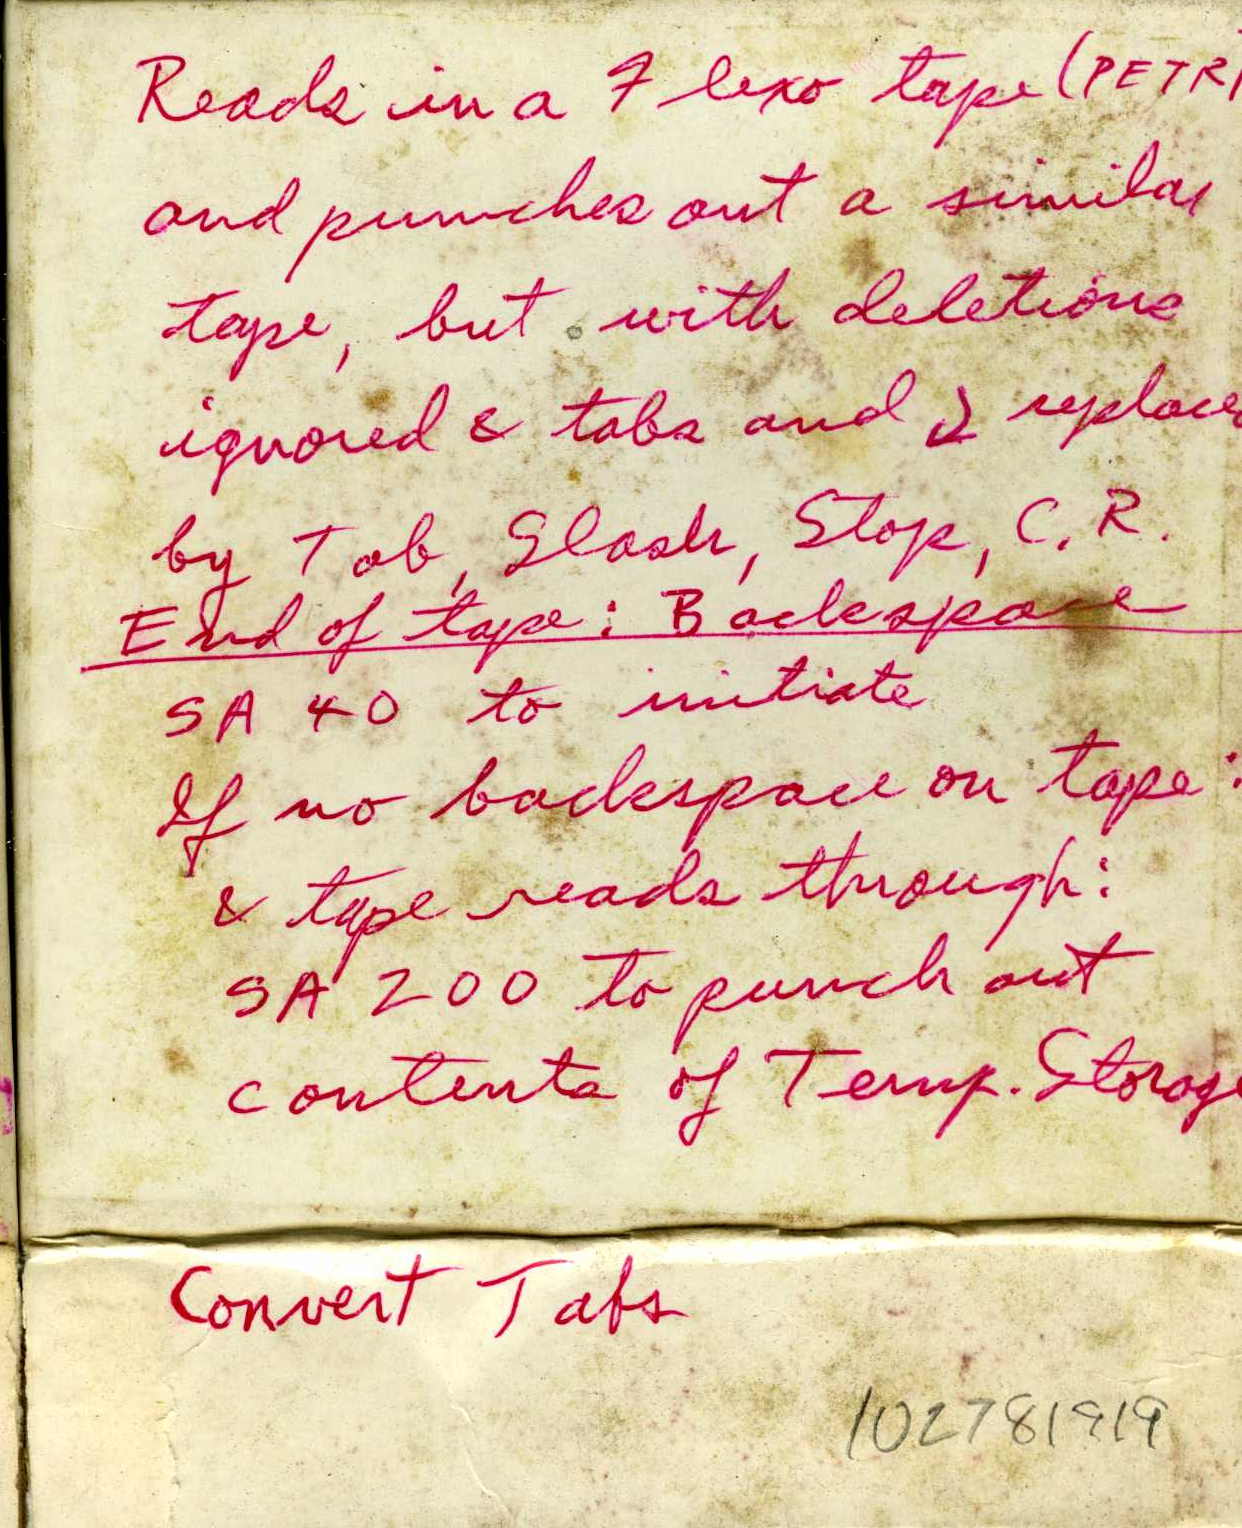 Reads in a Flexo tape (PETR)
and punches out a similar
tape, but with deletions
ignored & tabs and replaced
by Tab, Slash, Stop, C.R.
End of tape: Backspace
SA 40 to initiate
If no backspace on tape:
& tape reads through:
SA 200 to punch out
contents of Temp. Storage
Convert Tabs
102781919